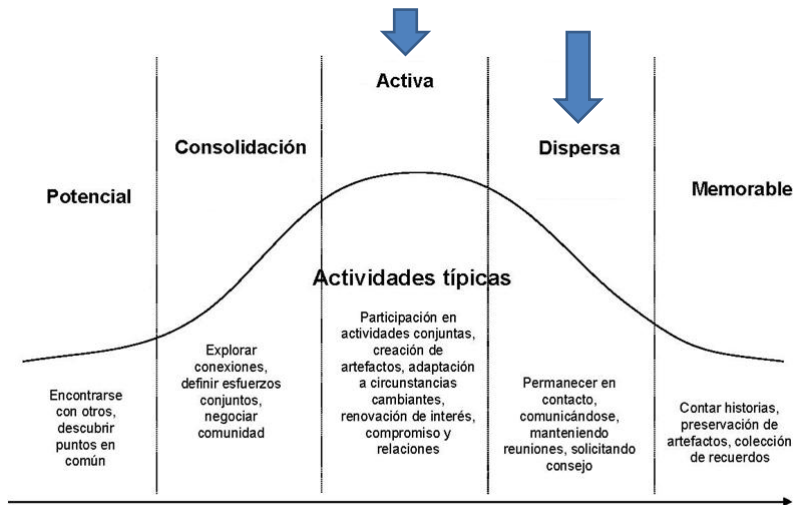 Potencial
Encontrarse
con otros,
descubrir
puntos en
común
Consolidación
Explorar
conexiones,
definir esfuerzos
conjuntos,
negociar
comunidad
Activa
Actividades típicas
Participación en
actividades conjuntas,
creación de
artefactos, adaptación
a circunstancias
cambiantes,
renovación de interés,
compromiso y
relaciones
Dispersa
Permanecer en
contacto,
comunicándose,
manteniendo
reuniones, solicitando
consejo
Memorable
Contar historias,
preservación de
artefactos, colección
de recuerdos